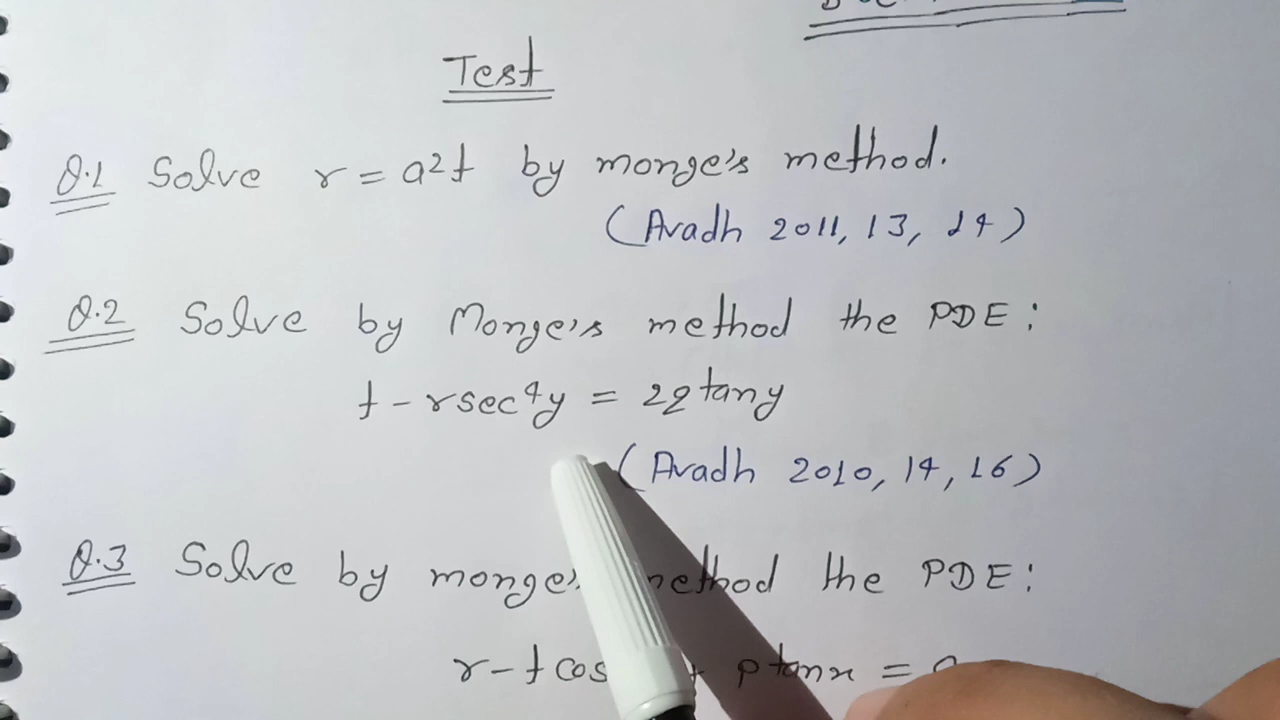 Test
Q.1 Solve r = a²t by monge's method.
(Avadh 2011, 13, 14)
Q.2 Solve by Monge's method the PDE:
t - r sec⁴y = 2q tany
(Avadh 2010, 14, 16)
Q.3 Solve by monge's method the PDE:
r - t cos p tanx =